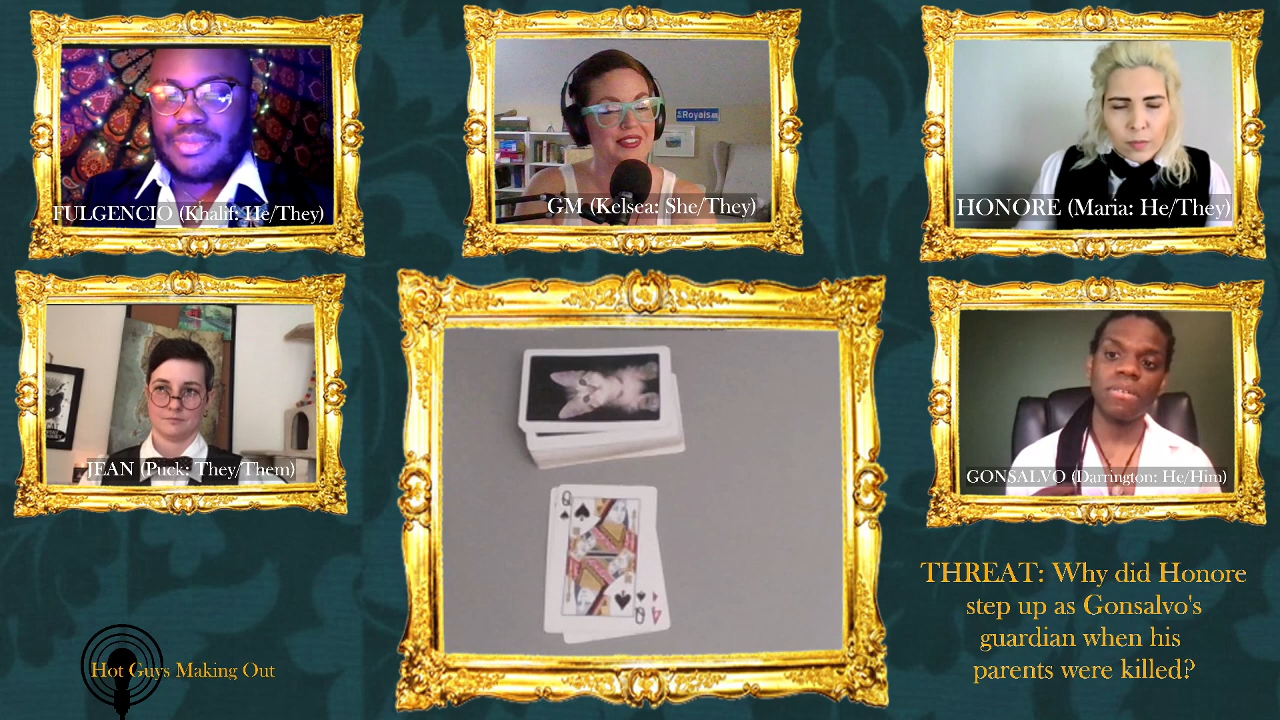 FULGENCIO (Khalif: He/They)
GM (Kelsea: She/They)
HONORE (Maria: He/They)
Royals
JEAN (Puck: They/Them)
GONSALVO (Darrington: He/Him)
Q
Q
THREAT: Why did Honore
step up as Gonsalvo's
guardian when his
parents were killed?
Hot Guys Making Out